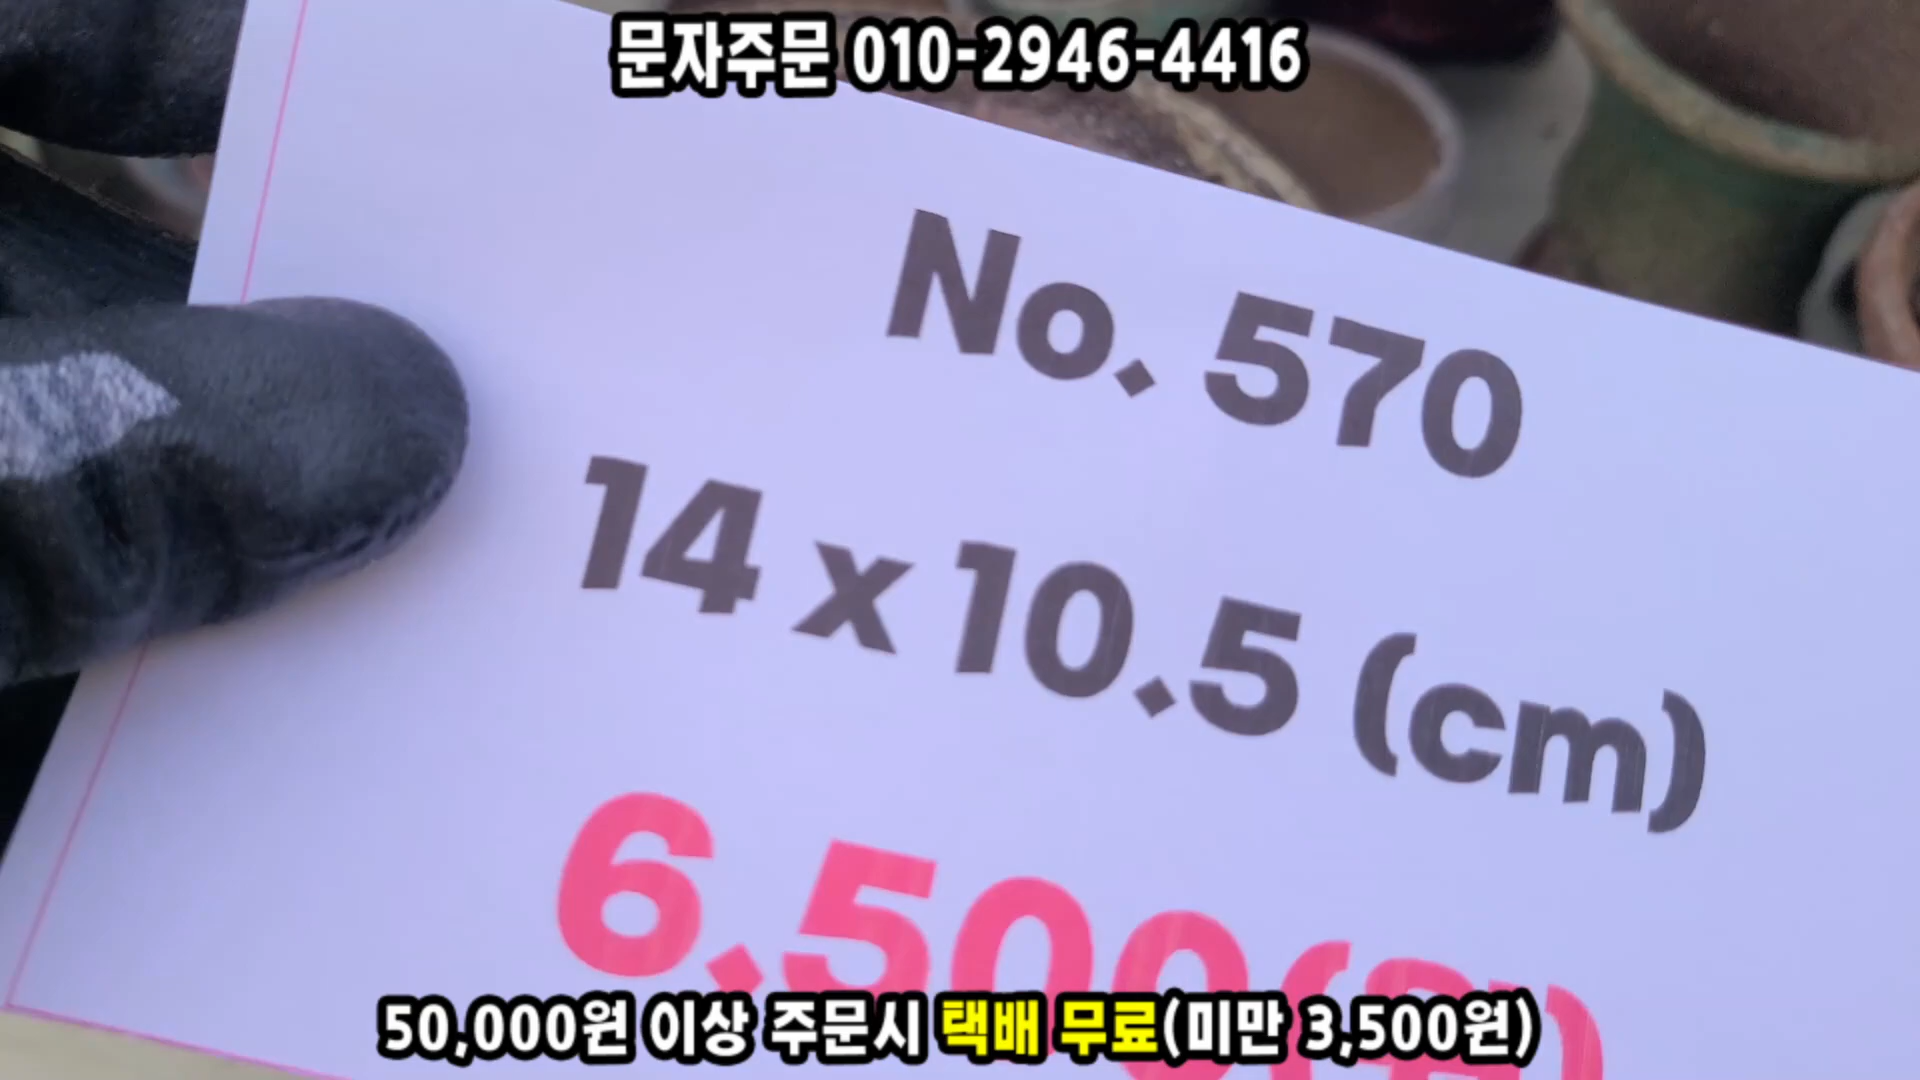 문자주문 010-2946-4416
No. 570
14 x 10.5 (cm)
6.500(원)
50,000원 이상 주문시 택배 무료(미만 3,500원)